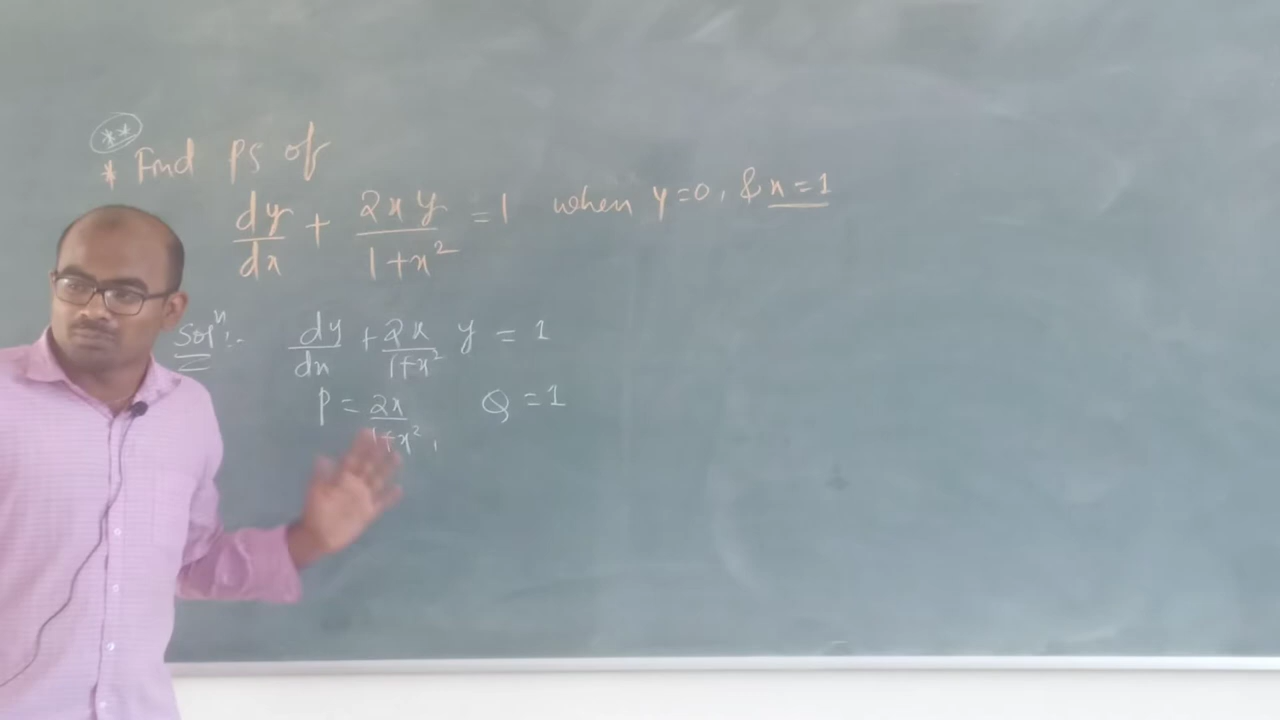 **
* Find PS of
dy/dx + 2xy/1+x² = 1 when y=0, & x=1
Solⁿ:- dy/dx + 2x/1+x² y = 1
P = 2x/1+x², Q = 1